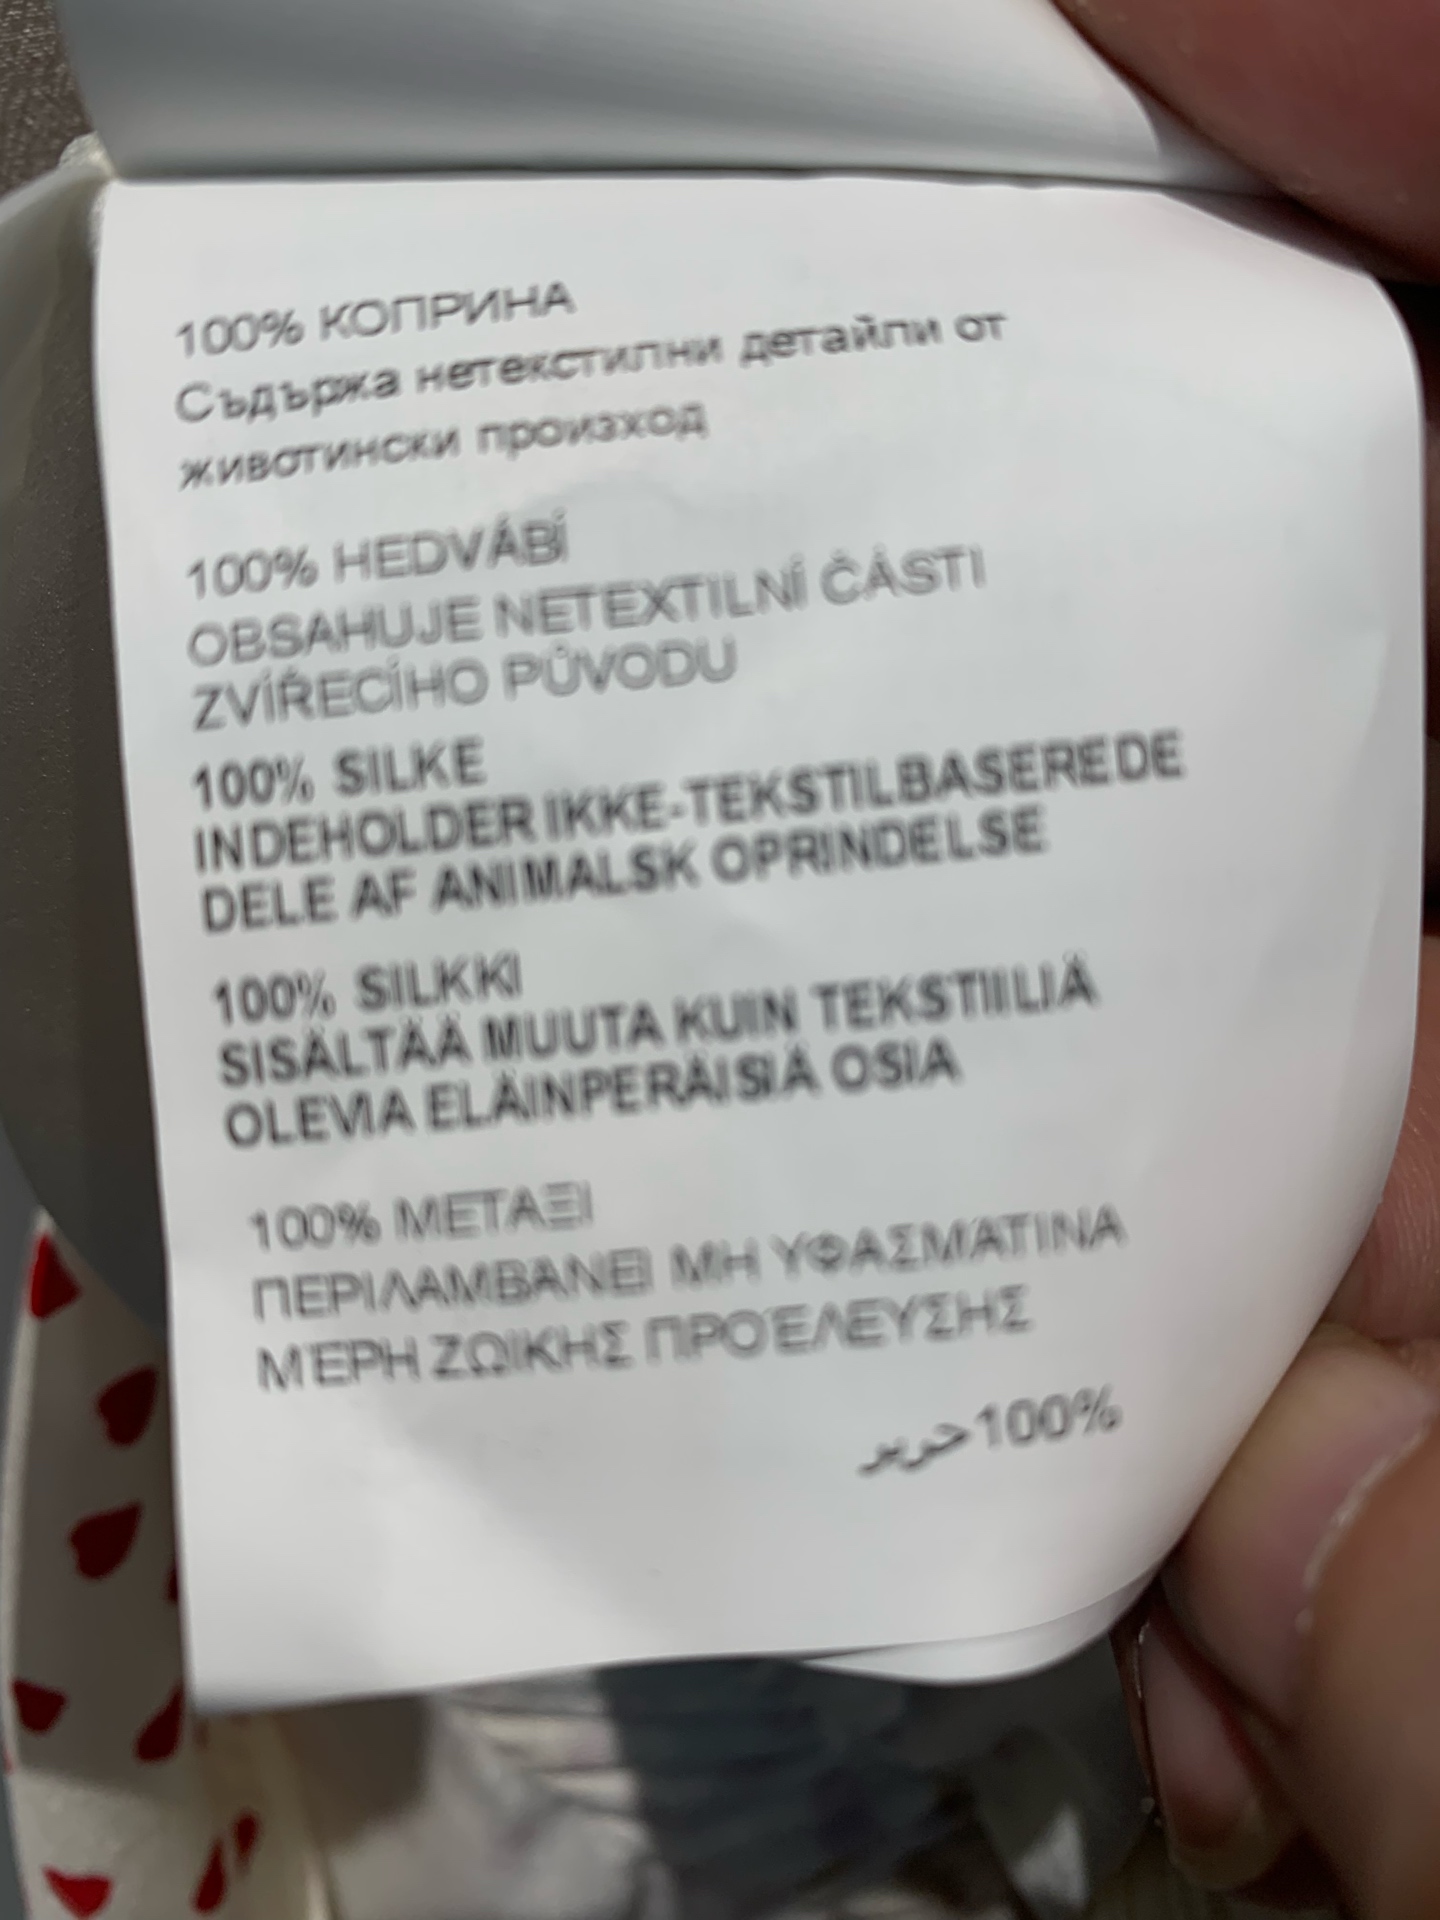 100% КОПРИНА
Съдържа нетекстилни детайли от
животински произход
100% HEDVÁBÍ
OBSAHUJE NETEXTILNÍ ČÁSTI
ZVÍŘECÍHO PŮVODU
100% SILKE
INDEHOLDER IKKE-TEKSTILBASEREDE
DELE AF ANIMALSK OPRINDELSE
100% SILKKI
SISÄLTÄÄ MUUTA KUIN TEKSTIILIÄ
OLEVIA ELÄINPERÄISIÄ OSIA
100% ΜΕΤΑΞΙ
ΠΕΡΙΛΑΜΒΑΝΕΙ ΜΗ ΥΦΑΣΜΑΤΙΝΑ
ΜΈΡΗ ΖΩΙΚΗΣ ΠΡΟΈΛΕΥΣΗΣ
100% حرير